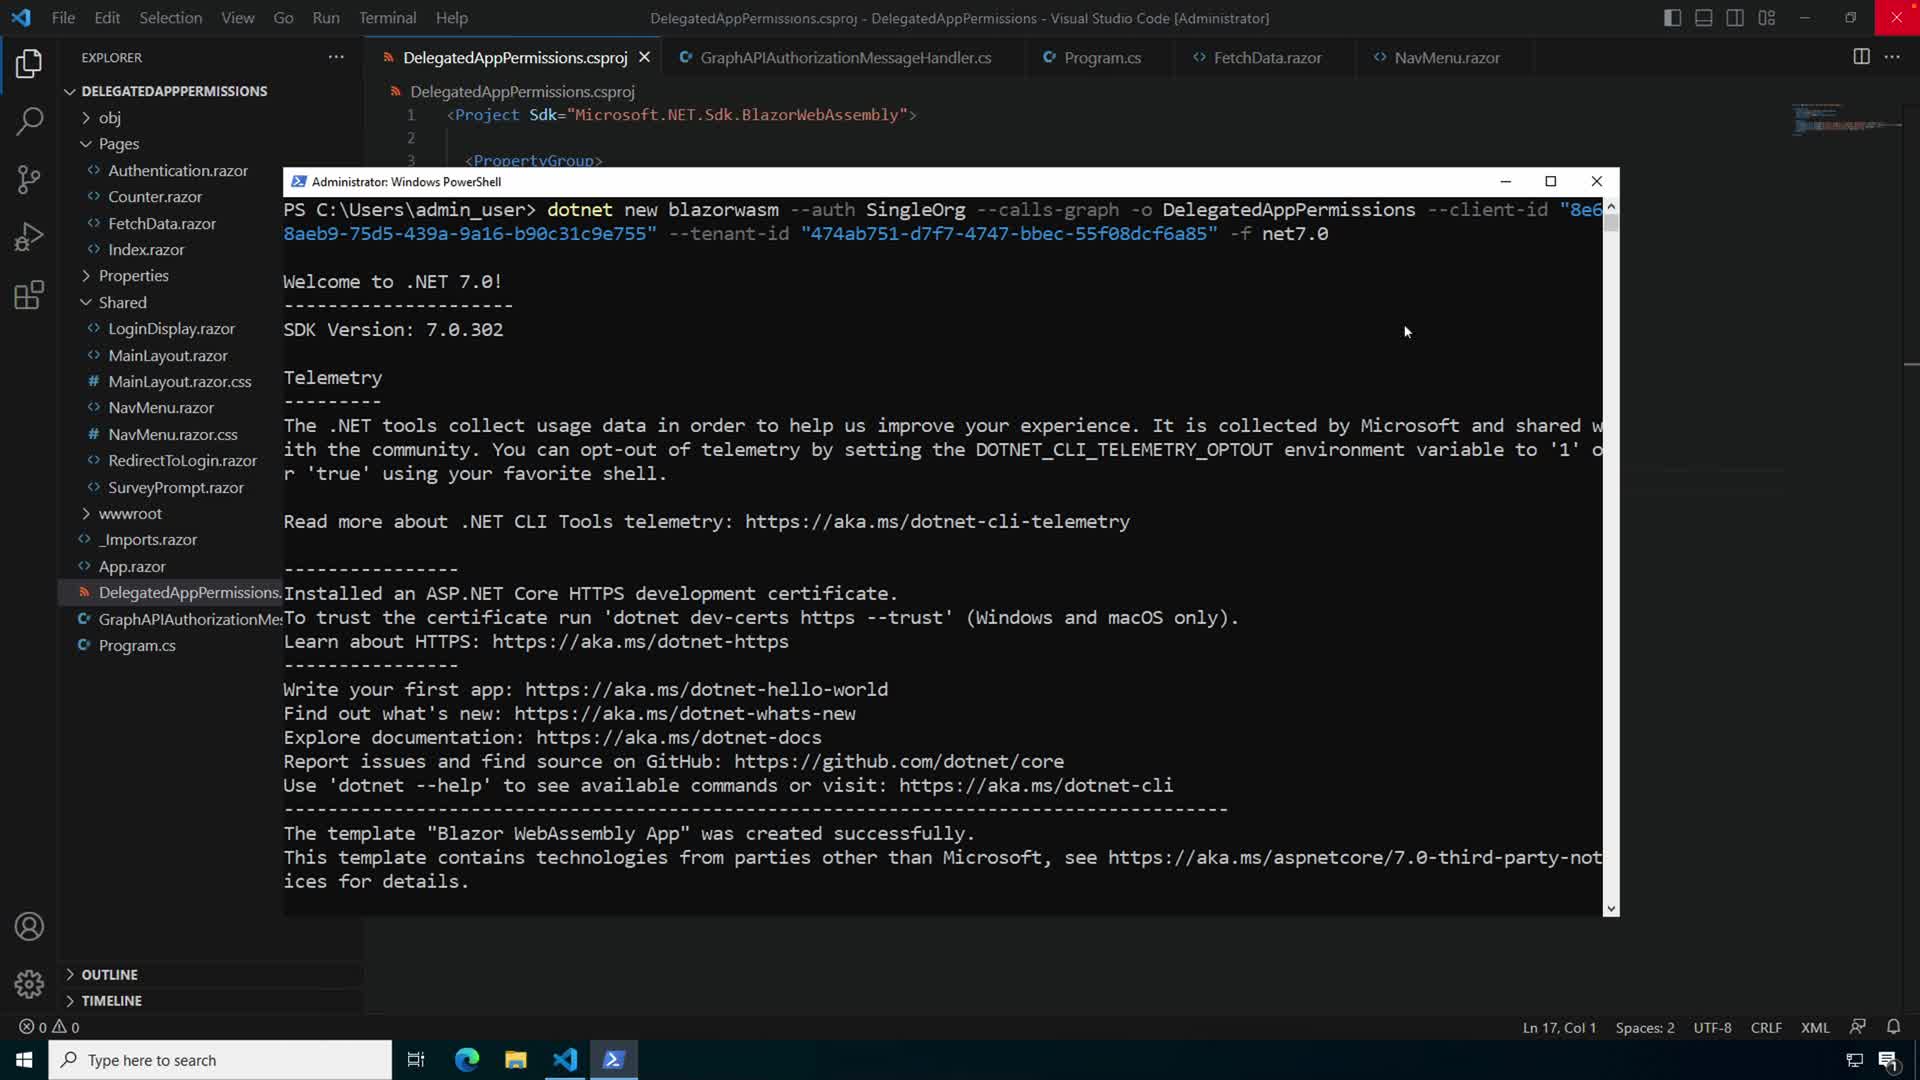 File Edit Selection View Go Run Terminal Help
DelegatedAppPermissions.csproj - DelegatedAppPermissions - Visual Studio Code [Administrator]
EXPLORER
DelegatedAppPermissions.csproj GraphAPIAuthorizationMessageHandler.cs Program.cs FetchData.razor NavMenu.razor
DELEGATEDAPPPERMISSIONS
obj
Pages
Authentication.razor
Counter.razor
FetchData.razor
Index.razor
Properties
Shared
LoginDisplay.razor
MainLayout.razor
MainLayout.razor.css
NavMenu.razor
NavMenu.razor.css
RedirectToLogin.razor
SurveyPrompt.razor
wwwroot
_Imports.razor
App.razor
DelegatedAppPermissions.
GraphAPIAuthorizationMes
Program.cs
OUTLINE
TIMELINE
DelegatedAppPermissions.csproj
1 <Project Sdk="Microsoft.NET.Sdk.BlazorWebAssembly">
2
3 <PropertyGroup>
Administrator: Windows PowerShell
PS C:\Users\admin_user> dotnet new blazorwasm --auth SingleOrg --calls-graph -o DelegatedAppPermissions --client-id "8e6
8aeb9-75d5-439a-9a16-b90c31c9e755" --tenant-id "474ab751-d7f7-4747-bbec-55f08dcf6a85" -f net7.0
Welcome to .NET 7.0!
---------------------
SDK Version: 7.0.302
Telemetry
---------
The .NET tools collect usage data in order to help us improve your experience. It is collected by Microsoft and shared w
ith the community. You can opt-out of telemetry by setting the DOTNET_CLI_TELEMETRY_OPTOUT environment variable to '1' o
r 'true' using your favorite shell.
Read more about .NET CLI Tools telemetry: https://aka.ms/dotnet-cli-telemetry
----------------
Installed an ASP.NET Core HTTPS development certificate.
To trust the certificate run 'dotnet dev-certs https --trust' (Windows and macOS only).
Learn about HTTPS: https://aka.ms/dotnet-https
----------------
Write your first app: https://aka.ms/dotnet-hello-world
Find out what's new: https://aka.ms/dotnet-whats-new
Explore documentation: https://aka.ms/dotnet-docs
Report issues and find source on GitHub: https://github.com/dotnet/core
Use 'dotnet --help' to see available commands or visit: https://aka.ms/dotnet-cli
--------------------------------------------------------------------------------------
The template "Blazor WebAssembly App" was created successfully.
This template contains technologies from parties other than Microsoft, see https://aka.ms/aspnetcore/7.0-third-party-not
ices for details.
0 0
Ln 17, Col 1 Spaces: 2 UTF-8 CRLF XML
Type here to search
1